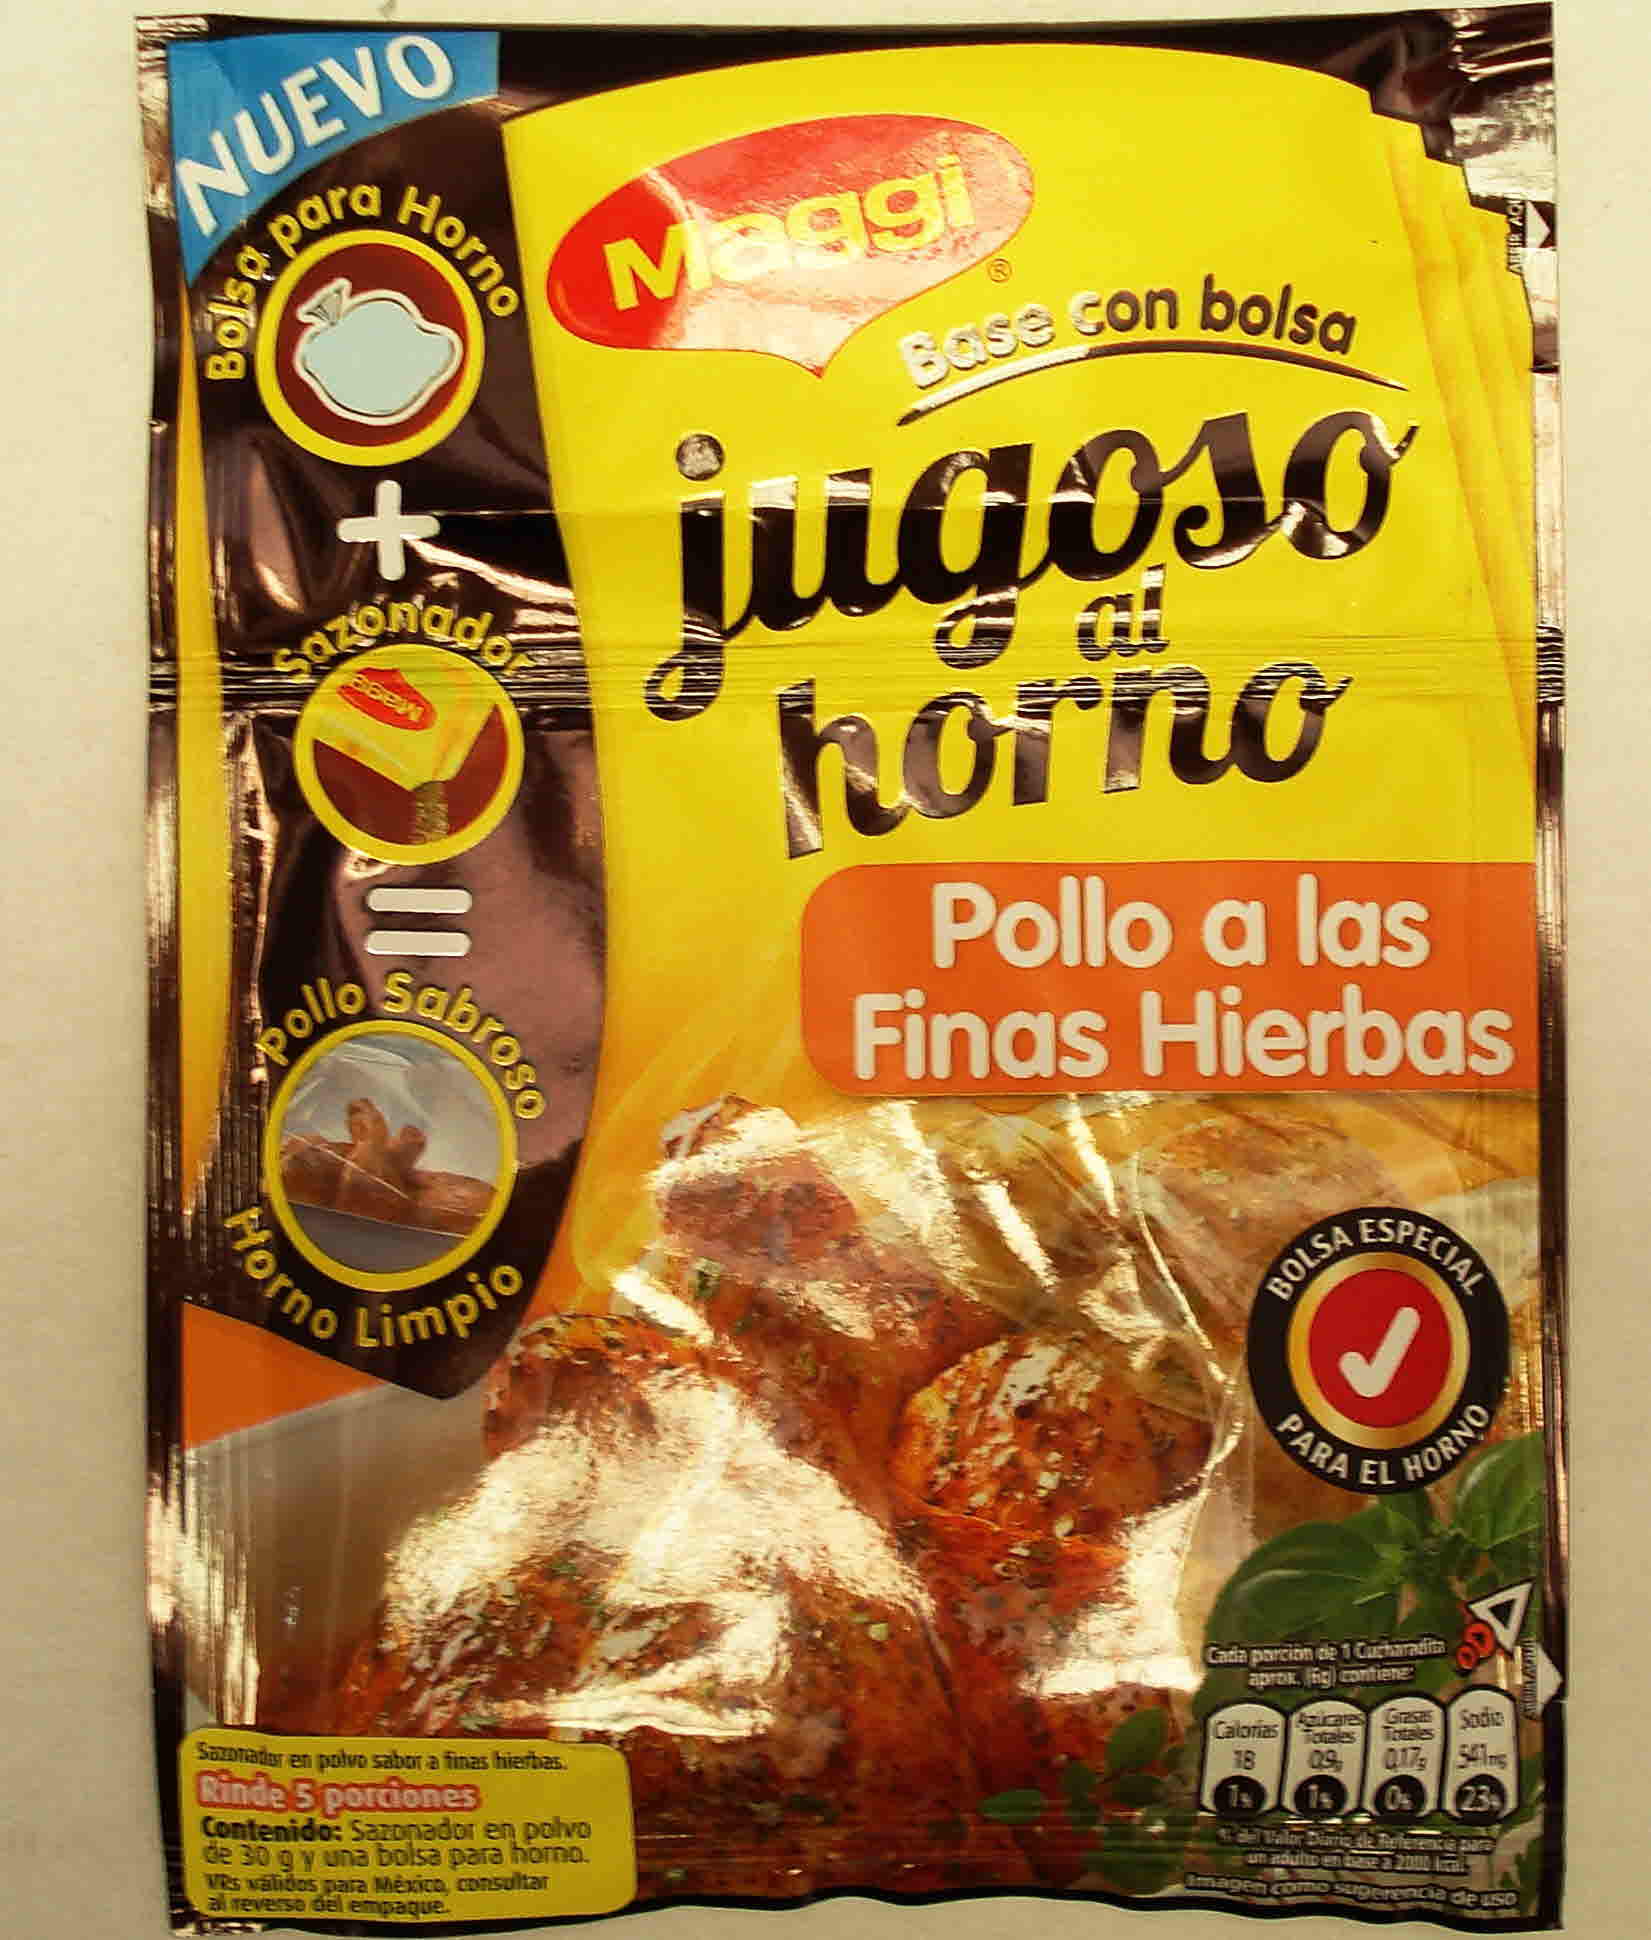 NUEVO
Bolsa para Horno
+
Sazonador
Maggi
=
Pollo Sabroso
Horno Limpio
Maggi
®
Base con bolsa
jugoso
al
horno
Pollo a las
Finas Hierbas
BOLSA ESPECIAL
PARA EL HORNO
Cada porción de 1 Cucharadita
aprox. (6g) contiene:
Calorías Azúcares Totales Grasas Totales Sodio
18 0.9g 0.17g 541mg
1% 1% 0% 23%
% del Valor Diario de Referencia para
un adulto en base a 2000 kcal.
Imagen como sugerencia de uso
Sazonador en polvo sabor a finas hierbas.
Rinde 5 porciones
Contenido: Sazonador en polvo
de 30 g y una bolsa para horno.
VRs válidos para México, consultar
al reverso del empaque.
ABRIR AQUÍ